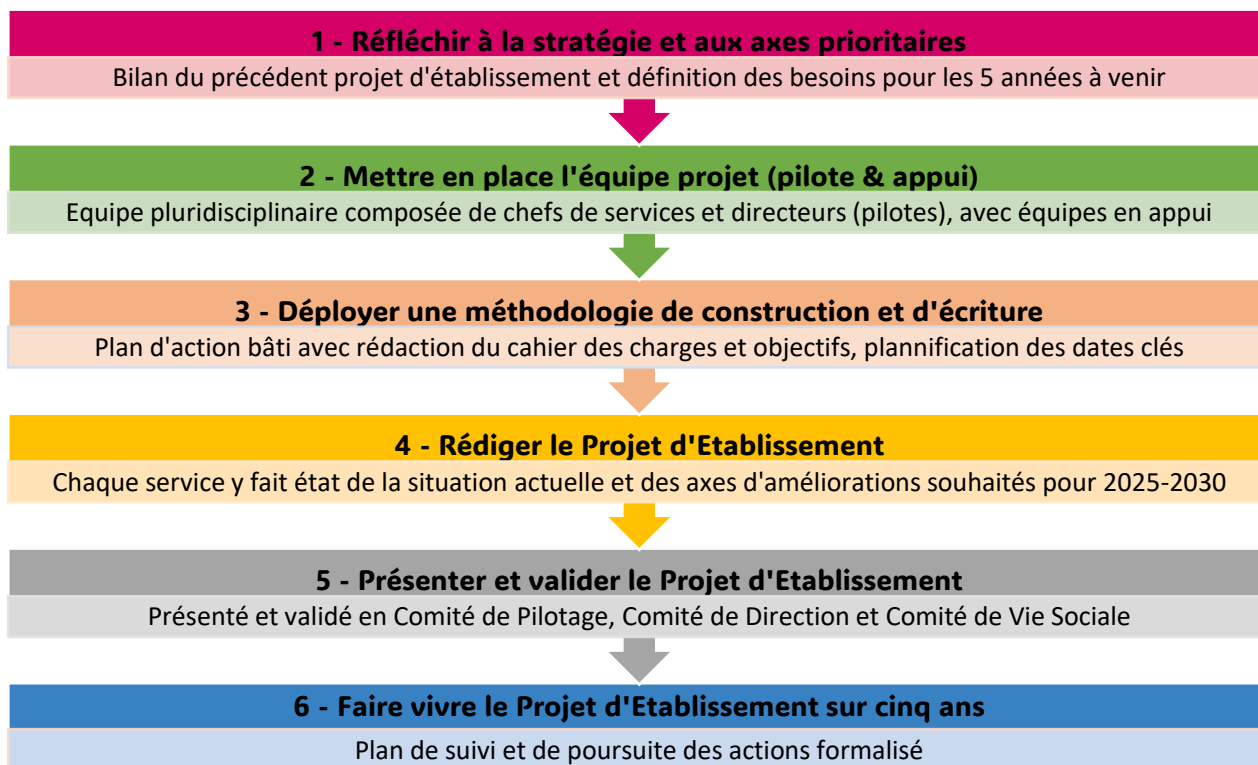 1 - Réfléchir à la stratégie et aux axes prioritaires
Bilan du précédent projet d'établissement et définition des besoins pour les 5 années à venir
2 - Mettre en place l'équipe projet (pilote & appui)
Equipe pluridisciplinaire composée de chefs de services et directeurs (pilotes), avec équipes en appui
3 - Déployer une méthodologie de construction et d'écriture
Plan d'action bâti avec rédaction du cahier des charges et objectifs, plannification des dates clés
4 - Rédiger le Projet d'Etablissement
Chaque service y fait état de la situation actuelle et des axes d'améliorations souhaités pour 2025-2030
5 - Présenter et valider le Projet d'Etablissement
Présenté et validé en Comité de Pilotage, Comité de Direction et Comité de Vie Sociale
6 - Faire vivre le Projet d'Etablissement sur cinq ans
Plan de suivi et de poursuite des actions formalisé